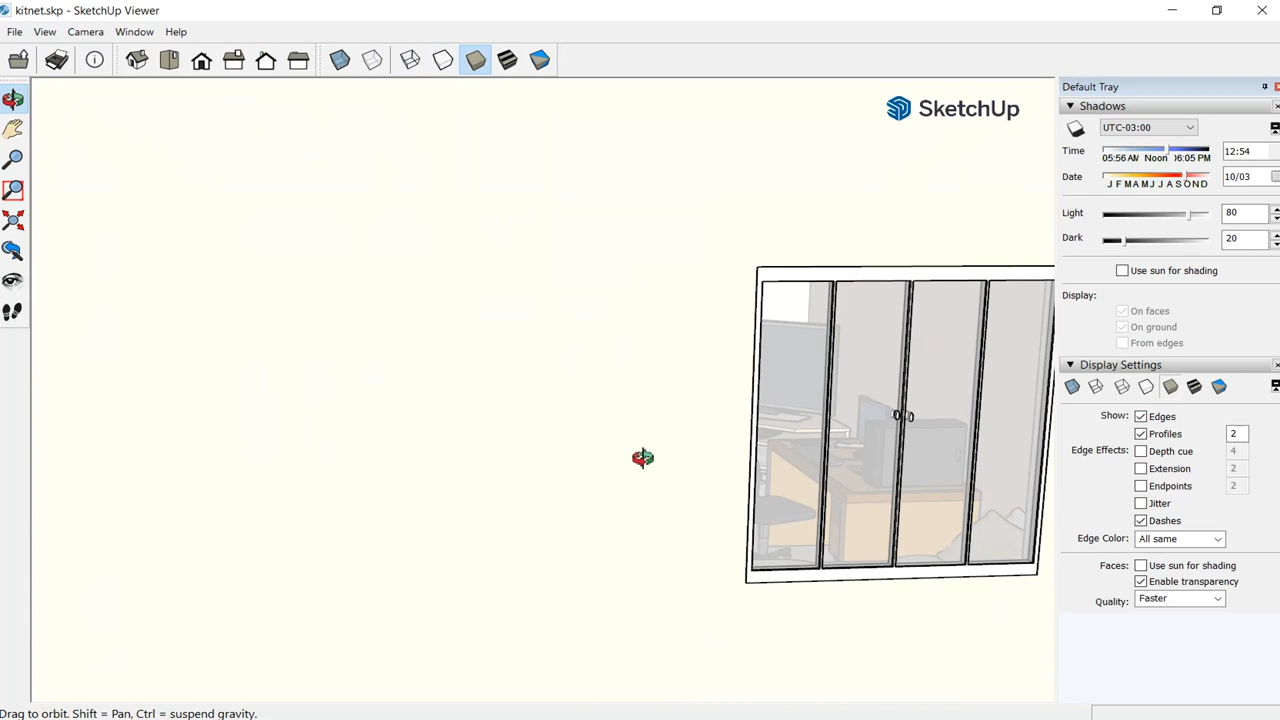 kitnet.skp - SketchUp Viewer
File View Camera Window Help
SketchUp
Default Tray
Shadows
UTC-03:00
Time 12:54
05:56 AM Noon 06:05 PM
Date 10/03
J F M A M J J A S O N D
Light 80
Dark 20
Use sun for shading
Display:
On faces
On ground
From edges
Display Settings
Show: Edges
Profiles 2
Edge Effects: Depth cue 4
Extension 2
Endpoints 2
Jitter
Dashes
Edge Color: All same
Faces: Use sun for shading
Enable transparency
Quality: Faster
Drag to orbit. Shift = Pan, Ctrl = suspend gravity.